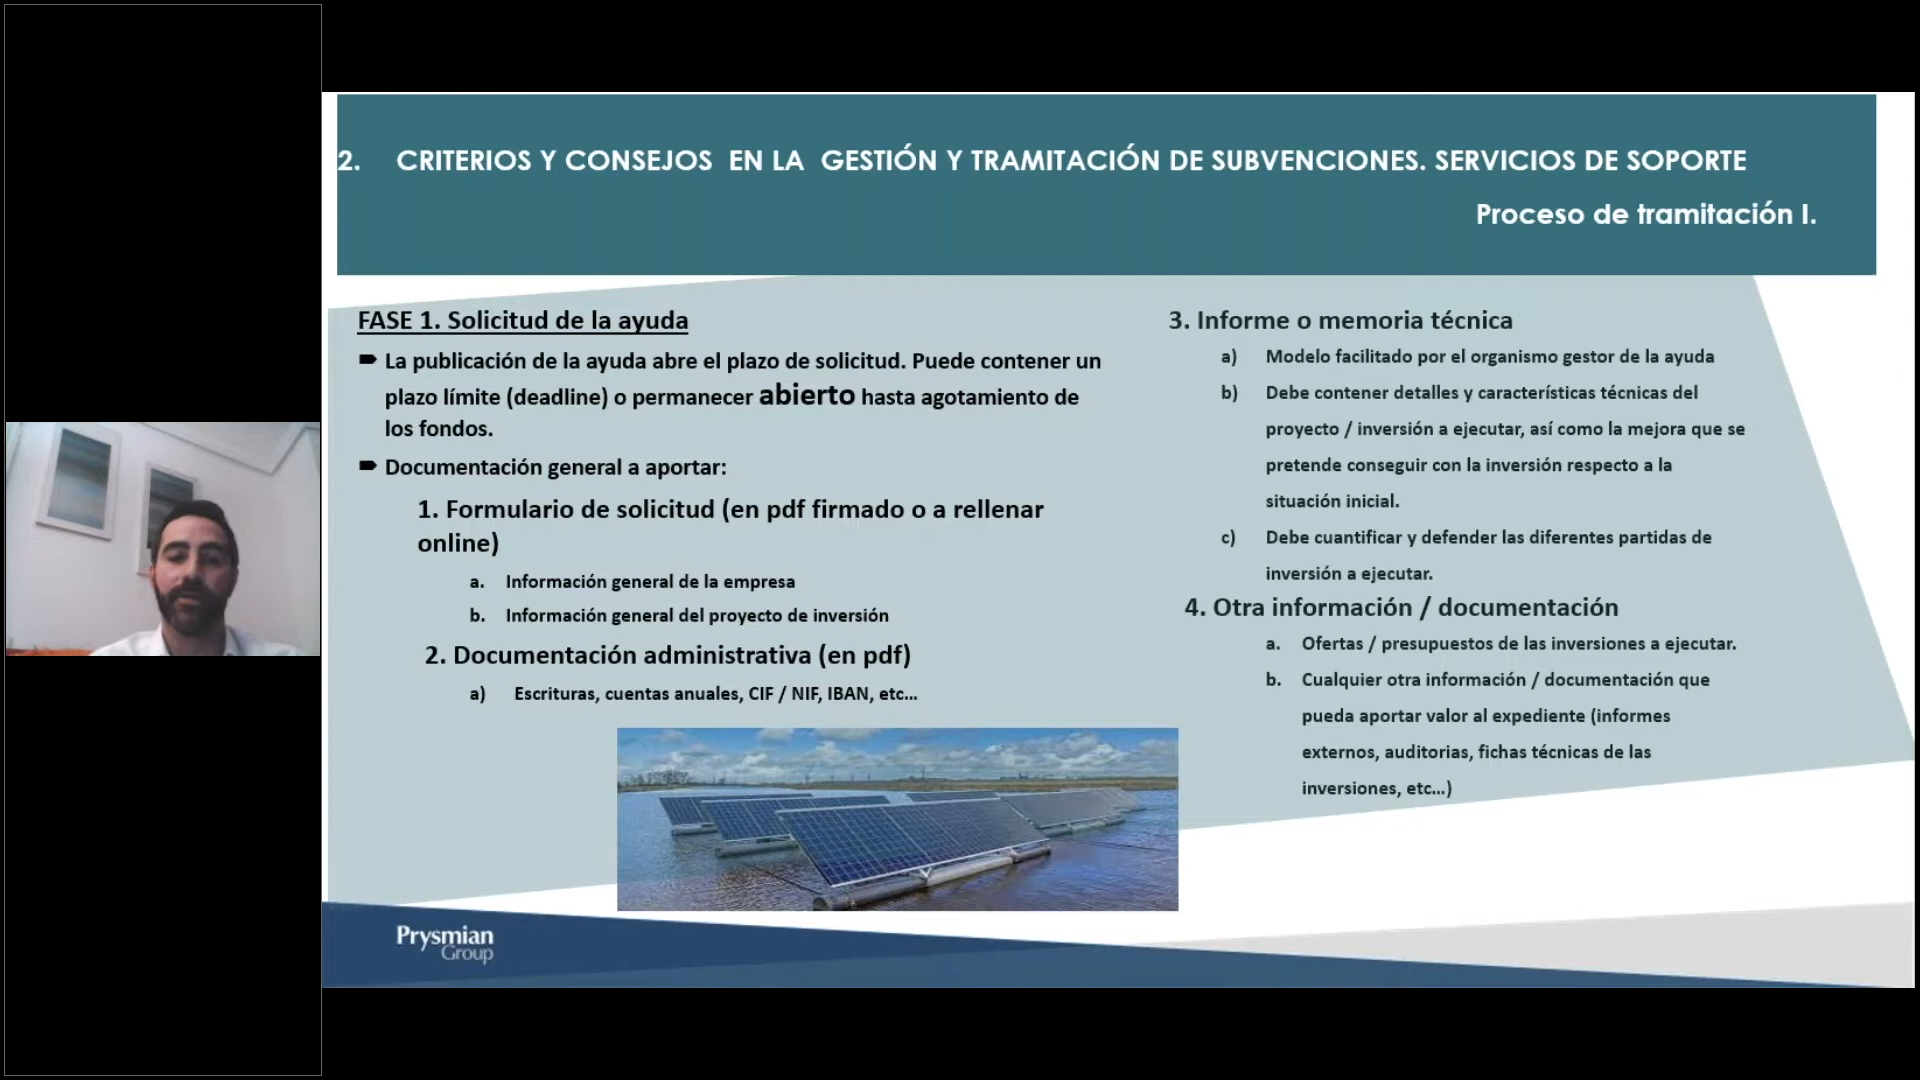 2. CRITERIOS Y CONSEJOS EN LA GESTIÓN Y TRAMITACIÓN DE SUBVENCIONES. SERVICIOS DE SOPORTE
Proceso de tramitación I.
FASE 1. Solicitud de la ayuda
La publicación de la ayuda abre el plazo de solicitud. Puede contener un
plazo límite (deadline) o permanecer abierto hasta agotamiento de
los fondos.
Documentación general a aportar:
1. Formulario de solicitud (en pdf firmado o a rellenar
online)
a. Información general de la empresa
b. Información general del proyecto de inversión
2. Documentación administrativa (en pdf)
a) Escrituras, cuentas anuales, CIF / NIF, IBAN, etc...
3. Informe o memoria técnica
a) Modelo facilitado por el organismo gestor de la ayuda
b) Debe contener detalles y características técnicas del
proyecto / inversión a ejecutar, así como la mejora que se
pretende conseguir con la inversión respecto a la
situación inicial.
c) Debe cuantificar y defender las diferentes partidas de
inversión a ejecutar.
4. Otra información / documentación
a. Ofertas / presupuestos de las inversiones a ejecutar.
b. Cualquier otra información / documentación que
pueda aportar valor al expediente (informes
externos, auditorias, fichas técnicas de las
inversiones, etc...)
Prysmian
Group